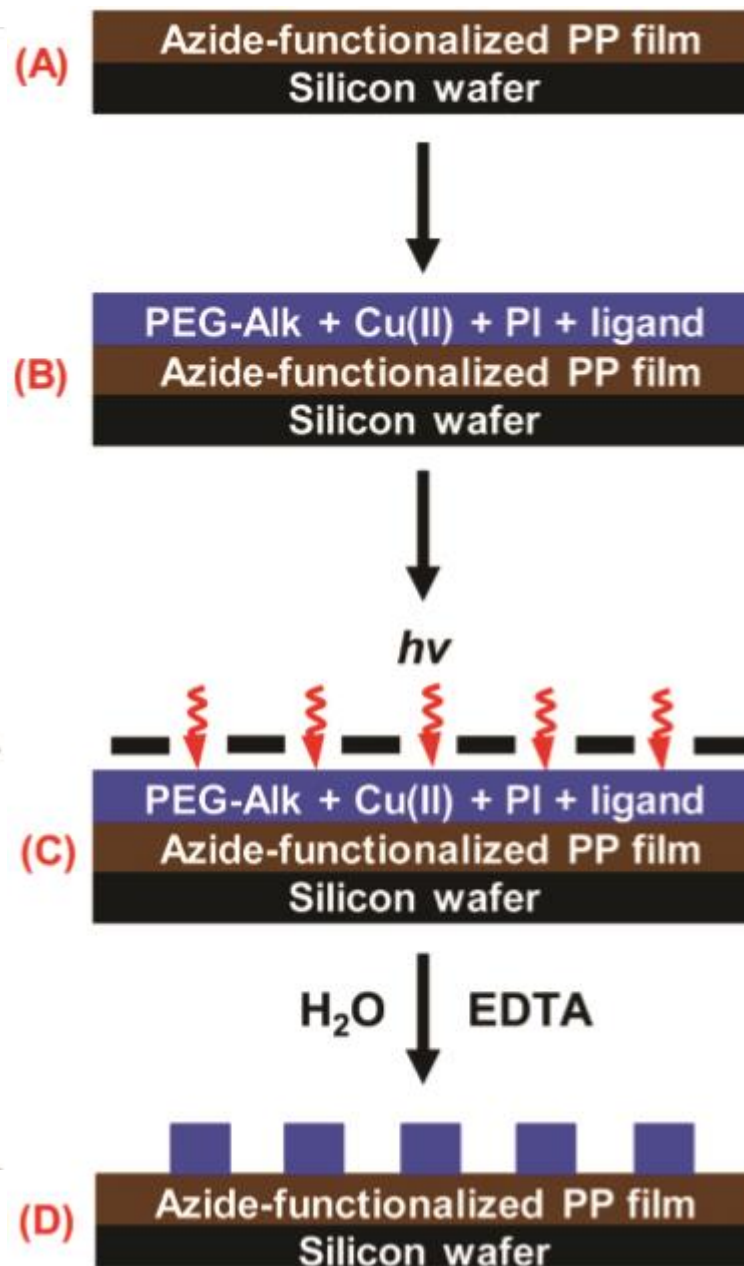 (A)
Azide-functionalized PP film
Silicon wafer
PEG-Alk + Cu(II) + PI + ligand
(B)
Azide-functionalized PP film
Silicon wafer
hν
PEG-Alk + Cu(II) + PI + ligand
(C)
Azide-functionalized PP film
Silicon wafer
H₂O EDTA
(D)
Azide-functionalized PP film
Silicon wafer